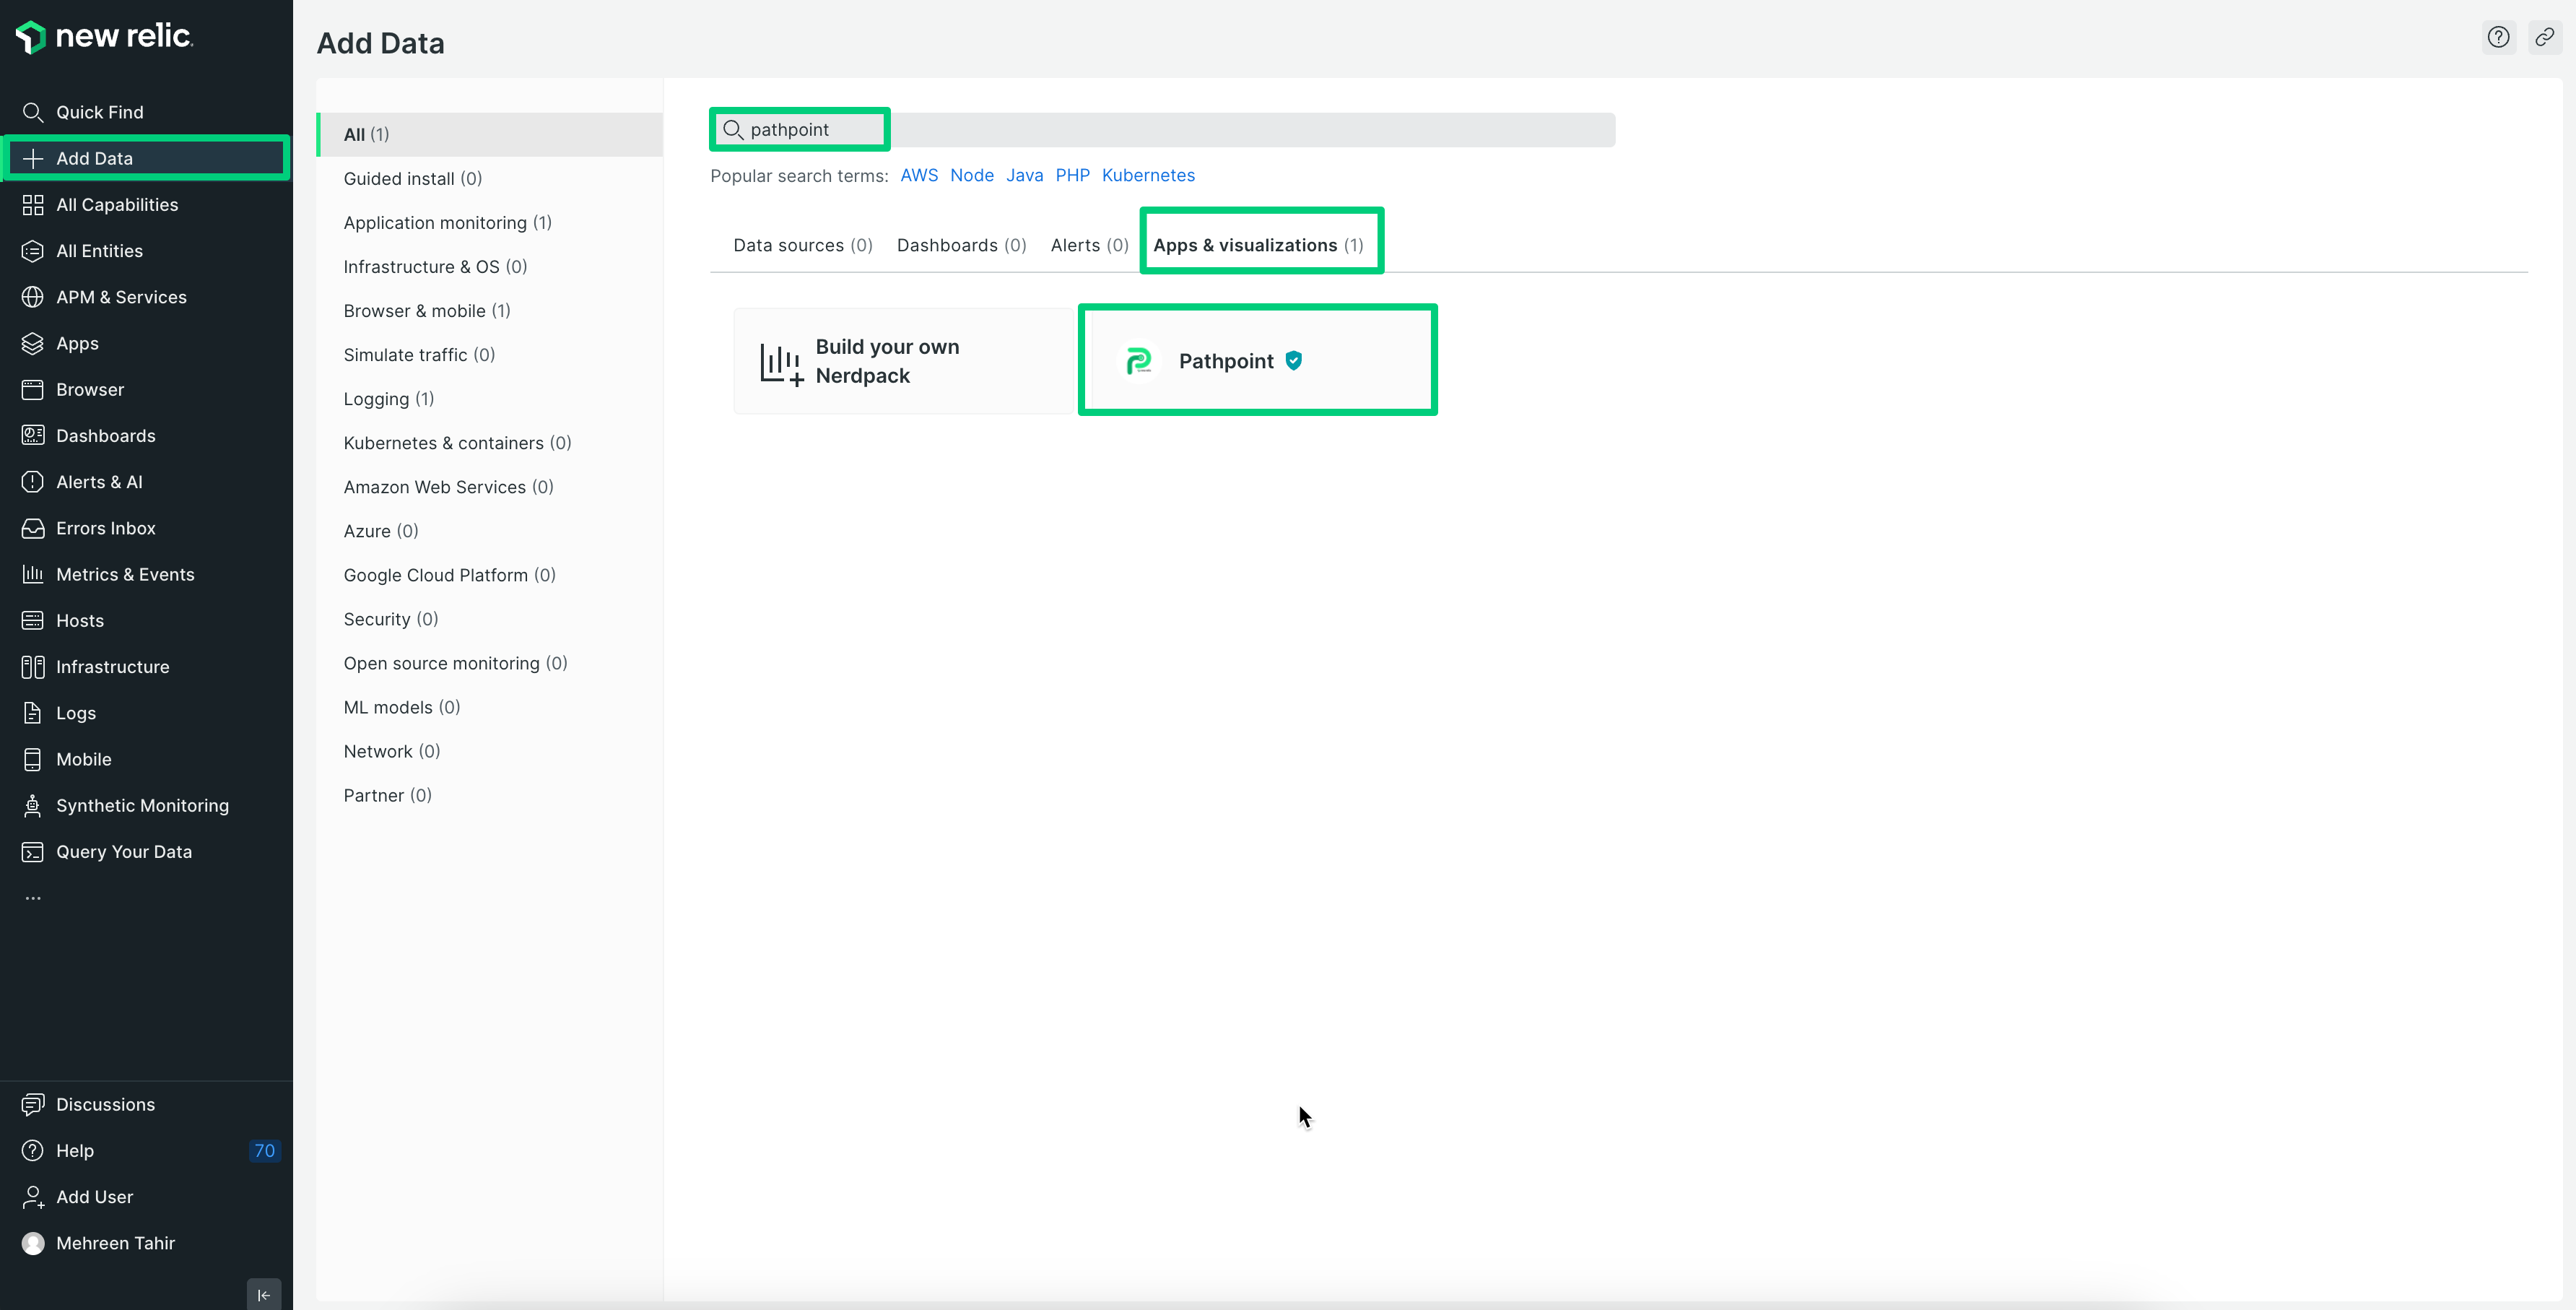 new relic.
Quick Find
Add Data
All Capabilities
All Entities
APM & Services
Apps
Browser
Dashboards
Alerts & AI
Errors Inbox
Metrics & Events
Hosts
Infrastructure
Logs
Mobile
Synthetic Monitoring
Query Your Data
...
Discussions
Help 70
Add User
Mehreen Tahir
Add Data
All (1)
Guided install (0)
Application monitoring (1)
Infrastructure & OS (0)
Browser & mobile (1)
Simulate traffic (0)
Logging (1)
Kubernetes & containers (0)
Amazon Web Services (0)
Azure (0)
Google Cloud Platform (0)
Security (0)
Open source monitoring (0)
ML models (0)
Network (0)
Partner (0)
pathpoint
Popular search terms: AWS Node Java PHP Kubernetes
Data sources (0) Dashboards (0) Alerts (0) Apps & visualizations (1)
Build your own
Nerdpack
Pathpoint